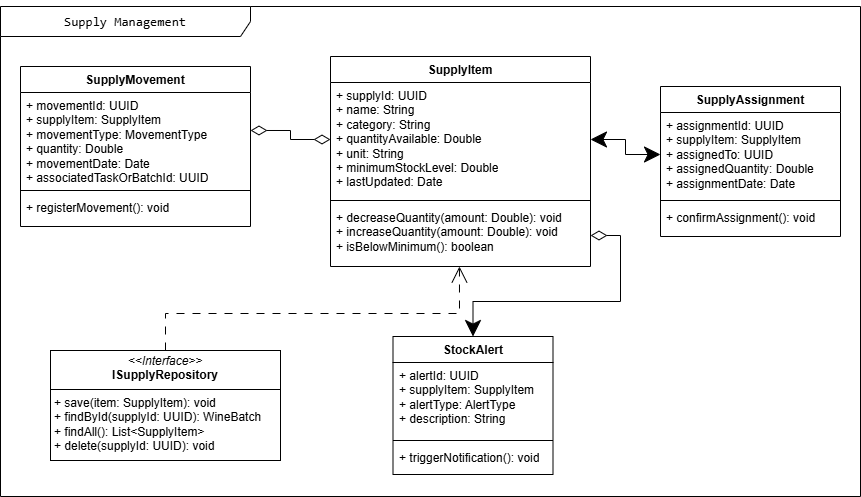 Supply Management
SupplyMovement
+ movementId: UUID
+ supplyItem: SupplyItem
+ movementType: MovementType
+ quantity: Double
+ movementDate: Date
+ associatedTaskOrBatchId: UUID
+ registerMovement(): void
SupplyItem
+ supplyId: UUID
+ name: String
+ category: String
+ quantityAvailable: Double
+ unit: String
+ minimumStockLevel: Double
+ lastUpdated: Date
+ decreaseQuantity(amount: Double): void
+ increaseQuantity(amount: Double): void
+ isBelowMinimum(): boolean
SupplyAssignment
+ assignmentId: UUID
+ supplyItem: SupplyItem
+ assignedTo: UUID
+ assignedQuantity: Double
+ assignmentDate: Date
+ confirmAssignment(): void
<<Interface>>
ISupplyRepository
+ save(item: SupplyItem): void
+ findById(supplyId: UUID): WineBatch
+ findAll(): List<SupplyItem>
+ delete(supplyId: UUID): void
StockAlert
+ alertId: UUID
+ supplyItem: SupplyItem
+ alertType: AlertType
+ description: String
+ triggerNotification(): void